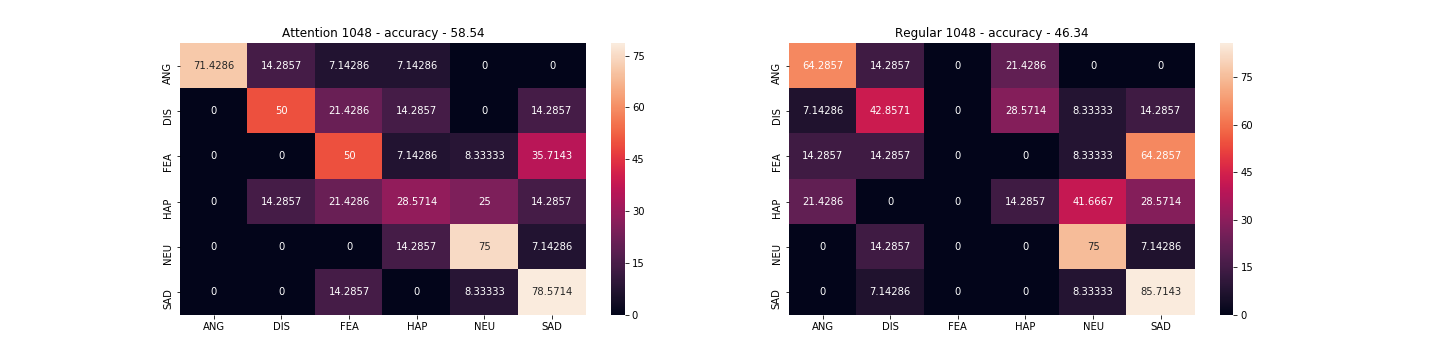 Attention 1048 - accuracy - 58.54
ANG 71.4286 14.2857 7.14286 7.14286 0 0
DIS 0 50 21.4286 14.2857 0 14.2857
FEA 0 0 50 7.14286 8.33333 35.7143
HAP 0 14.2857 21.4286 28.5714 25 14.2857
NEU 0 0 0 14.2857 75 7.14286
SAD 0 0 14.2857 0 8.33333 78.5714
ANG DIS FEA HAP NEU SAD
75
60
45
30
15
0
Regular 1048 - accuracy - 46.34
ANG 64.2857 14.2857 0 21.4286 0 0
DIS 7.14286 42.8571 0 28.5714 8.33333 14.2857
FEA 14.2857 14.2857 0 0 8.33333 64.2857
HAP 21.4286 0 0 14.2857 41.6667 28.5714
NEU 0 14.2857 0 0 75 7.14286
SAD 0 7.14286 0 0 8.33333 85.7143
ANG DIS FEA HAP NEU SAD
75
60
45
30
15
0